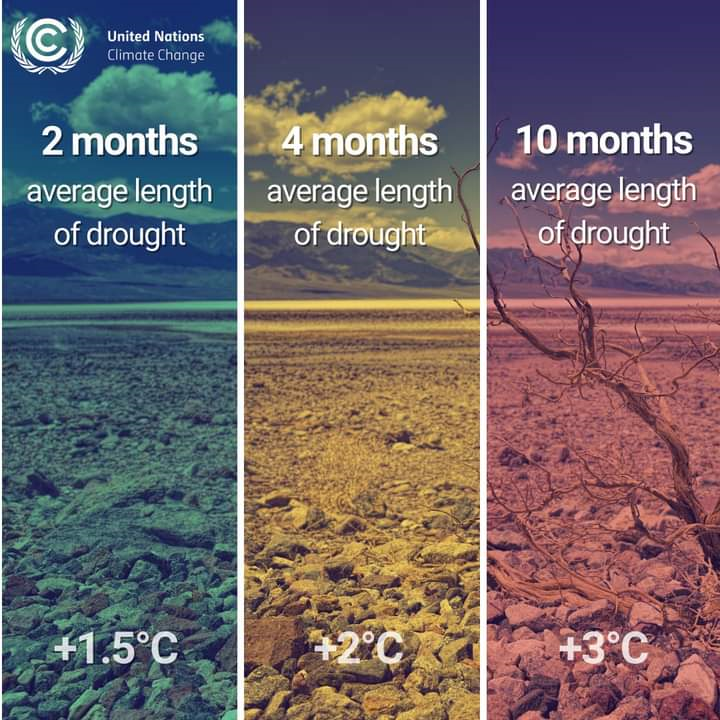 United Nations
Climate Change
2 months
average length
of drought
+1.5°C
4 months
average length
of drought
+2°C
10 months
average length
of drought
+3°C